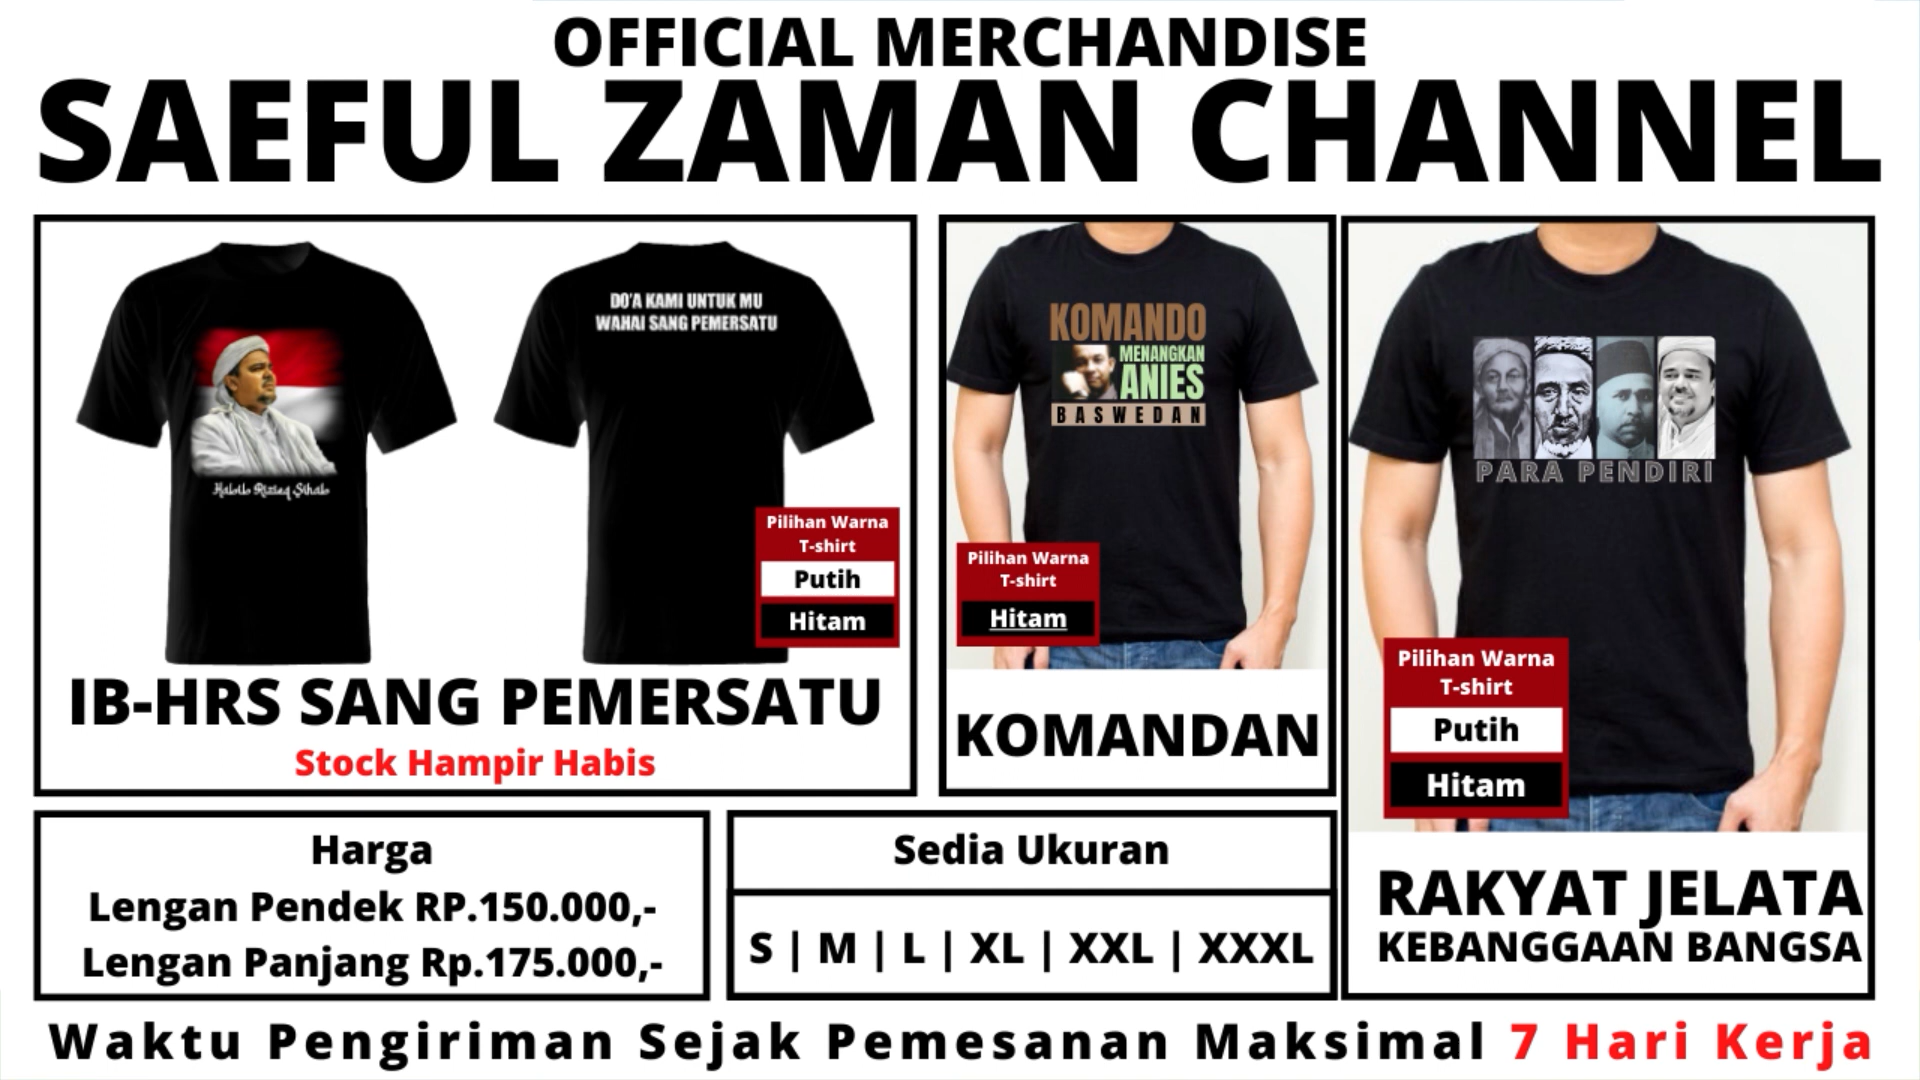 OFFICIAL MERCHANDISE
SAEFUL ZAMAN CHANNEL
Habib Rizieq Sihab
DO'A KAMI UNTUK MU
WAHAI SANG PEMERSATU
Pilihan Warna
T-shirt
Putih
Hitam
IB-HRS SANG PEMERSATU
Stock Hampir Habis
KOMANDO
MENANGKAN
ANIES
BASWEDAN
Pilihan Warna
T-shirt
Hitam
KOMANDAN
PARA PENDIRI
Pilihan Warna
T-shirt
Putih
Hitam
RAKYAT JELATA
KEBANGGAAN BANGSA
Harga
Lengan Pendek RP.150.000,-
Lengan Panjang Rp.175.000,-
Sedia Ukuran
S | M | L | XL | XXL | XXXL
Waktu Pengiriman Sejak Pemesanan Maksimal 7 Hari Kerja